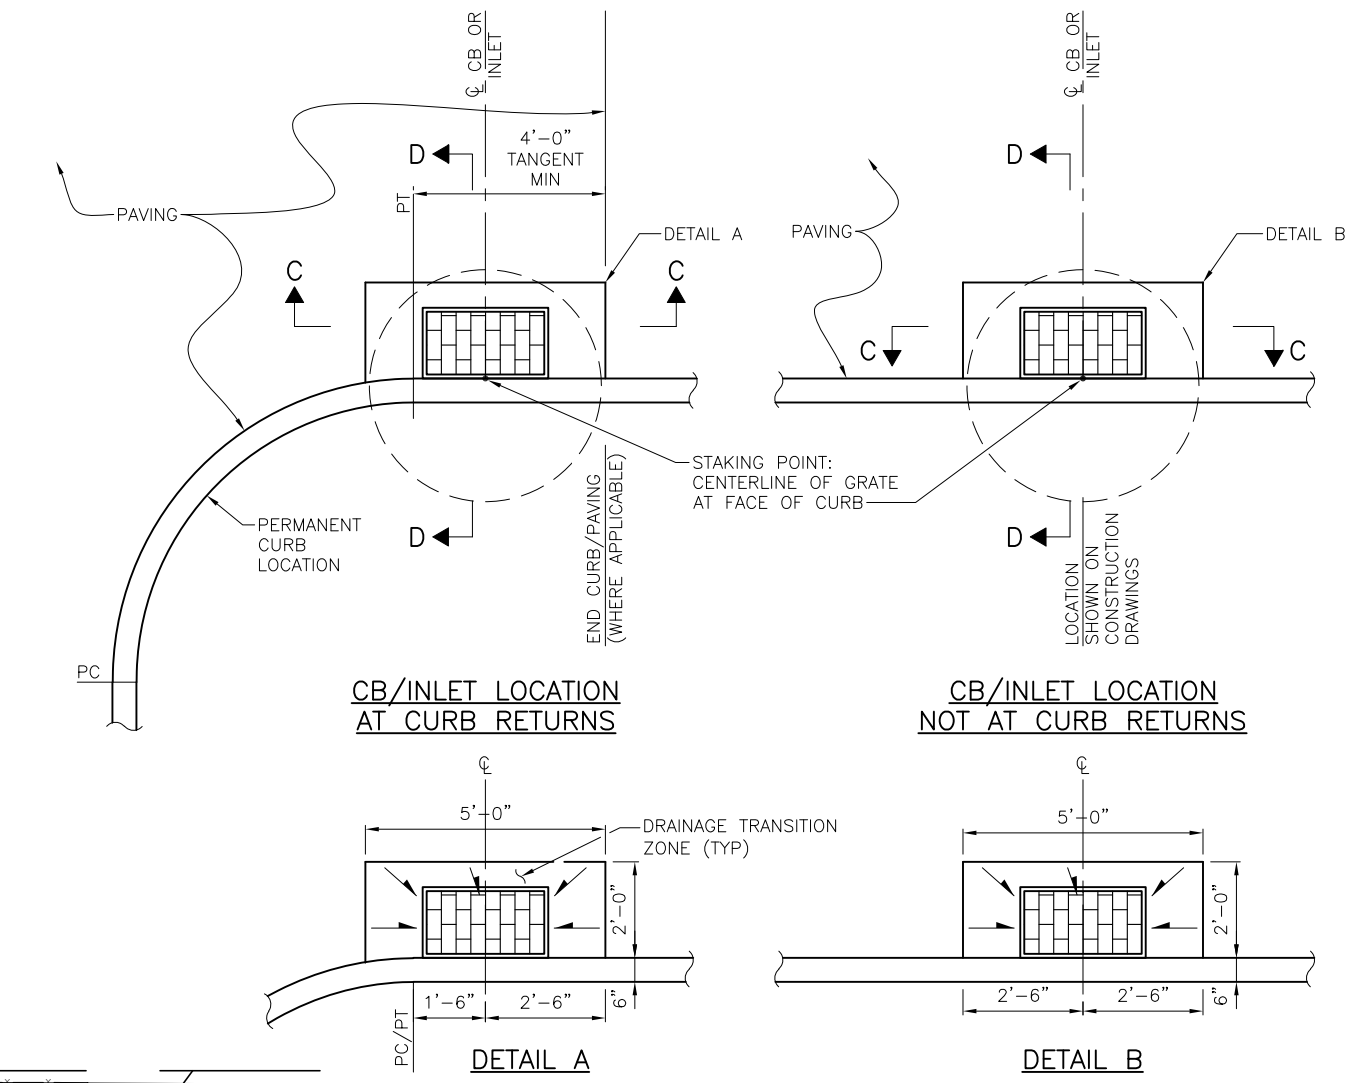 ℄ CB OR
INLET
4'-0"
TANGENT
MIN
D
PT
PAVING
DETAIL A
C
C
PERMANENT
CURB
LOCATION
D
END CURB/PAVING
(WHERE APPLICABLE)
PC
STAKING POINT:
CENTERLINE OF GRATE
AT FACE OF CURB
CB/INLET LOCATION
AT CURB RETURNS
℄ CB OR
INLET
D
PAVING
DETAIL B
C
C
D
LOCATION
SHOWN ON
CONSTRUCTION
DRAWINGS
CB/INLET LOCATION
NOT AT CURB RETURNS
℄
5'-0"
DRAINAGE TRANSITION
ZONE (TYP)
2'-0"
6"
1'-6"
2'-6"
PC/PT
DETAIL A
℄
5'-0"
2'-0"
6"
2'-6"
2'-6"
DETAIL B